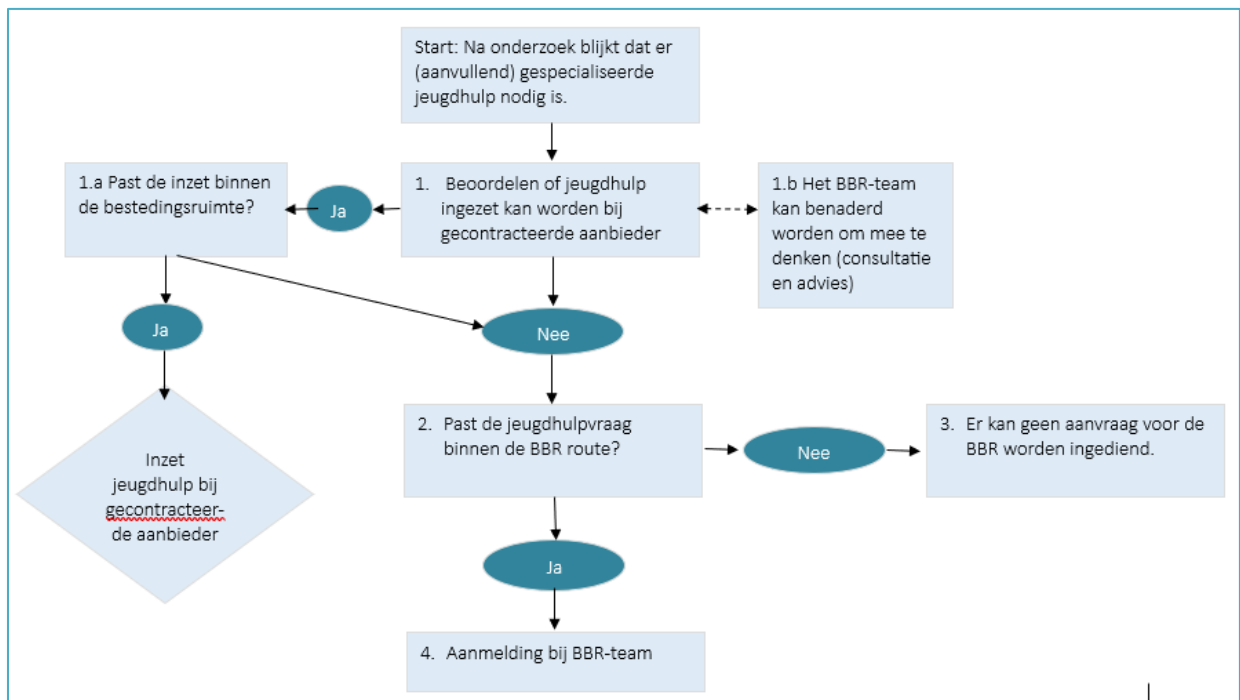 Start: Na onderzoek blijkt dat er
(aanvullend) gespecialiseerde
jeugdhulp nodig is.
1.a Past de inzet binnen
de bestedingsruimte?
Ja
1. Beoordelen of jeugdhulp
ingezet kan worden bij
gecontracteerde aanbieder
1.b Het BBR-team
kan benaderd
worden om mee te
denken (consultatie
en advies)
Ja
Nee
Inzet
jeugdhulp bij
gecontracteer-
de aanbieder
2. Past de jeugdhulpvraag
binnen de BBR route?
Nee
3. Er kan geen aanvraag voor de
BBR worden ingediend.
Ja
4. Aanmelding bij BBR-team